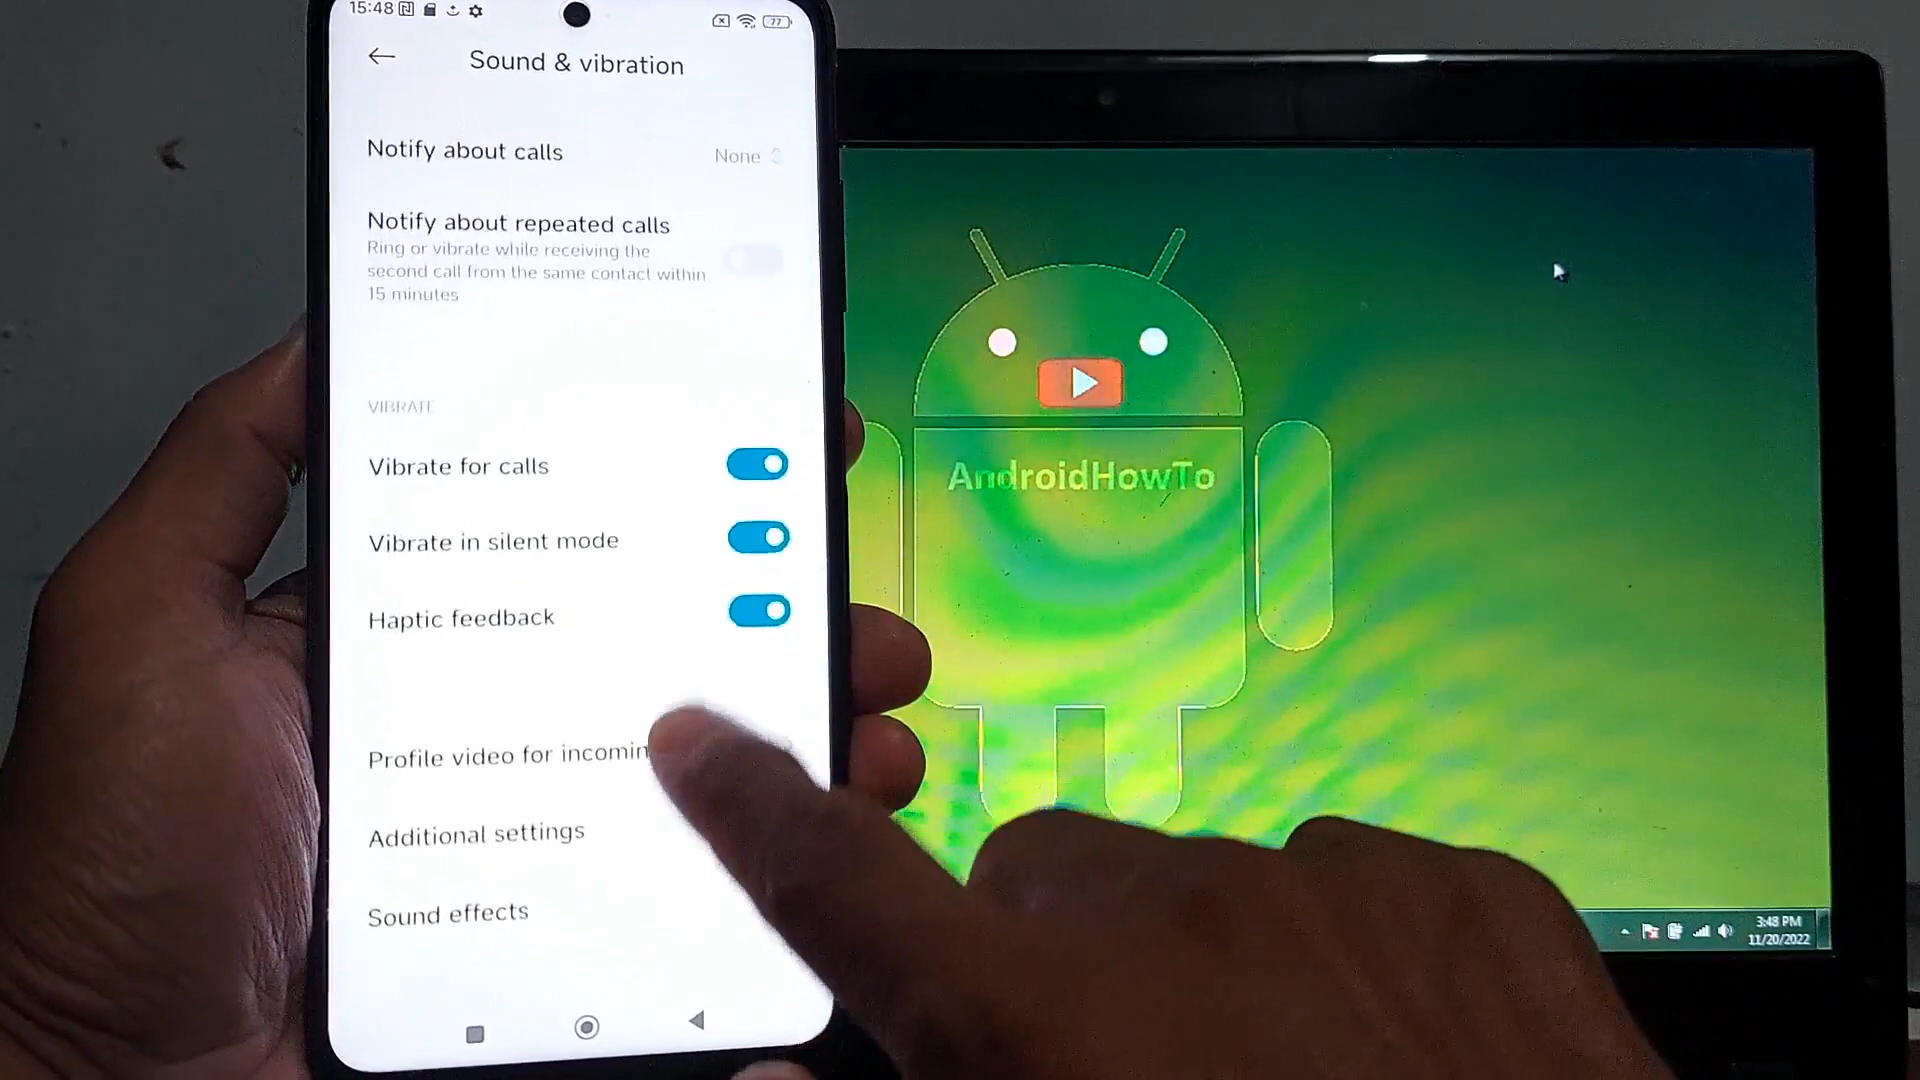 15:48
77
Sound & vibration
Notify about calls
None
Notify about repeated calls
Ring or vibrate while receiving the
second call from the same contact within
15 minutes
VIBRATE
Vibrate for calls
Vibrate in silent mode
Haptic feedback
Profile video for incomin
Additional settings
Sound effects
AndroidHowTo
3:48 PM
11/20/2022